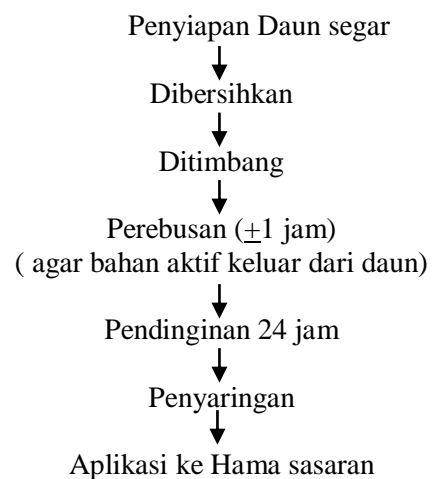 Penyiapan Daun segar
Dibersihkan
Ditimbang
Perebusan (±1 jam)
( agar bahan aktif keluar dari daun)
Pendinginan 24 jam
Penyaringan
Aplikasi ke Hama sasaran